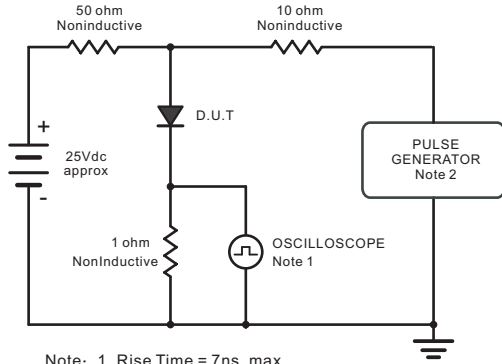 50 ohm
Noninductive
10 ohm
Noninductive
D.U.T
+
25Vdc
approx
-
PULSE
GENERATOR
Note 2
1 ohm
NonInductive
OSCILLOSCOPE
Note 1
Note: 1. Rise Time = 7ns, max.